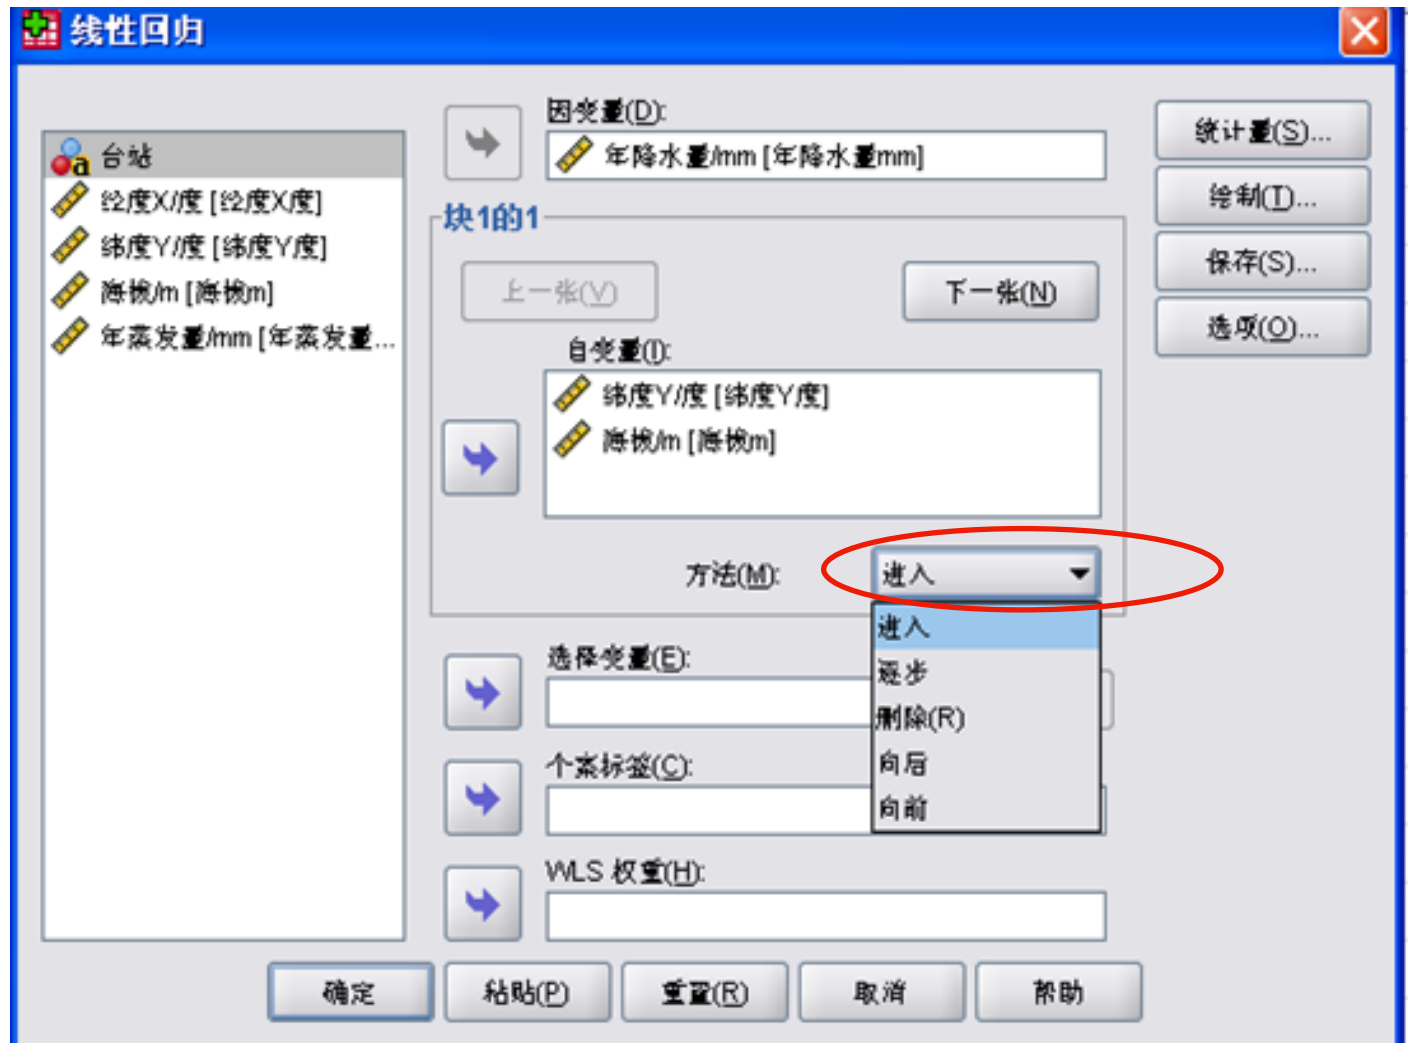 线性回归
台站
经度X/度 [经度X度]
纬度Y/度 [纬度Y度]
海拔/m [海拔m]
年蒸发量/mm [年蒸发量...
因变量(D):
年降水量/mm [年降水量mm]
块1的1
上一张(V)
下一张(N)
自变量(I):
纬度Y/度 [纬度Y度]
海拔/m [海拔m]
方法(M):
进入
进入
逐步
删除(R)
向后
向前
选择变量(E):
个案标签(C):
WLS 权重(H):
统计量(S)...
绘制(T)...
保存(S)...
选项(O)...
确定
粘贴(P)
重置(R)
取消
帮助